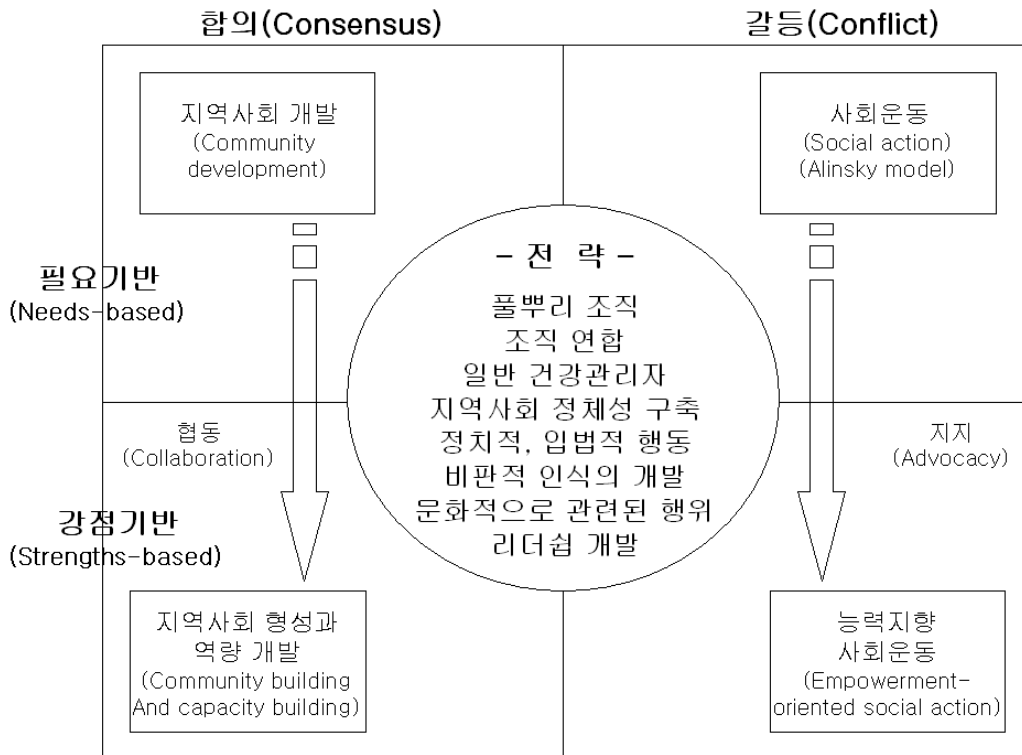 합의(Consensus)
갈등(Conflict)
지역사회 개발
(Community
development)
사회운동
(Social action)
(Alinsky model)
필요기반
(Needs-based)
- 전 략 -
풀뿌리 조직
조직 연합
일반 건강관리자
지역사회 정체성 구축
정치적, 입법적 행동
비판적 인식의 개발
문화적으로 관련된 행위
리더쉽 개발
협동
(Collaboration)
지지
(Advocacy)
강점기반
(Strengths-based)
지역사회 형성과
역량 개발
(Community building
And capacity building)
능력지향
사회운동
(Empowerment-
oriented social action)